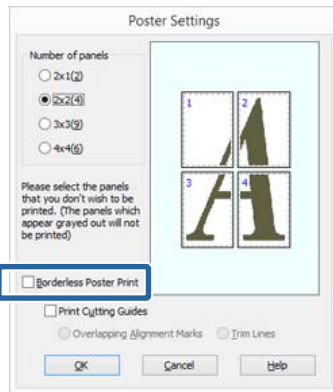 Poster Settings
Number of panels
2x1(2)
2x2(4)
3x3(9)
4x4(6)
1
2
3
4
Please select the panels
that you don't wish to be
printed. (The panels which
appear grayed out will not
be printed)
Borderless Poster Print
Print Cutting Guides
Overlapping Alignment Marks
Trim Lines
OK
Cancel
Help